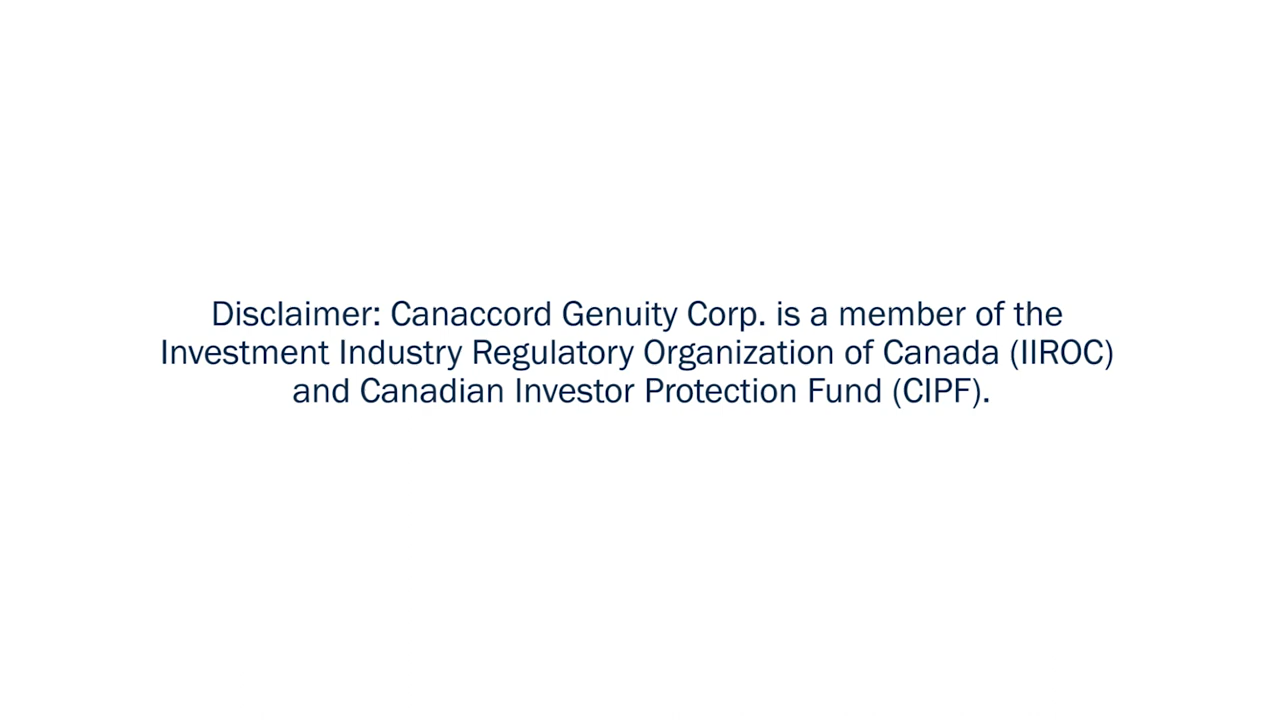 Disclaimer: Canaccord Genuity Corp. is a member of the
Investment Industry Regulatory Organization of Canada (IIROC)
and Canadian Investor Protection Fund (CIPF).